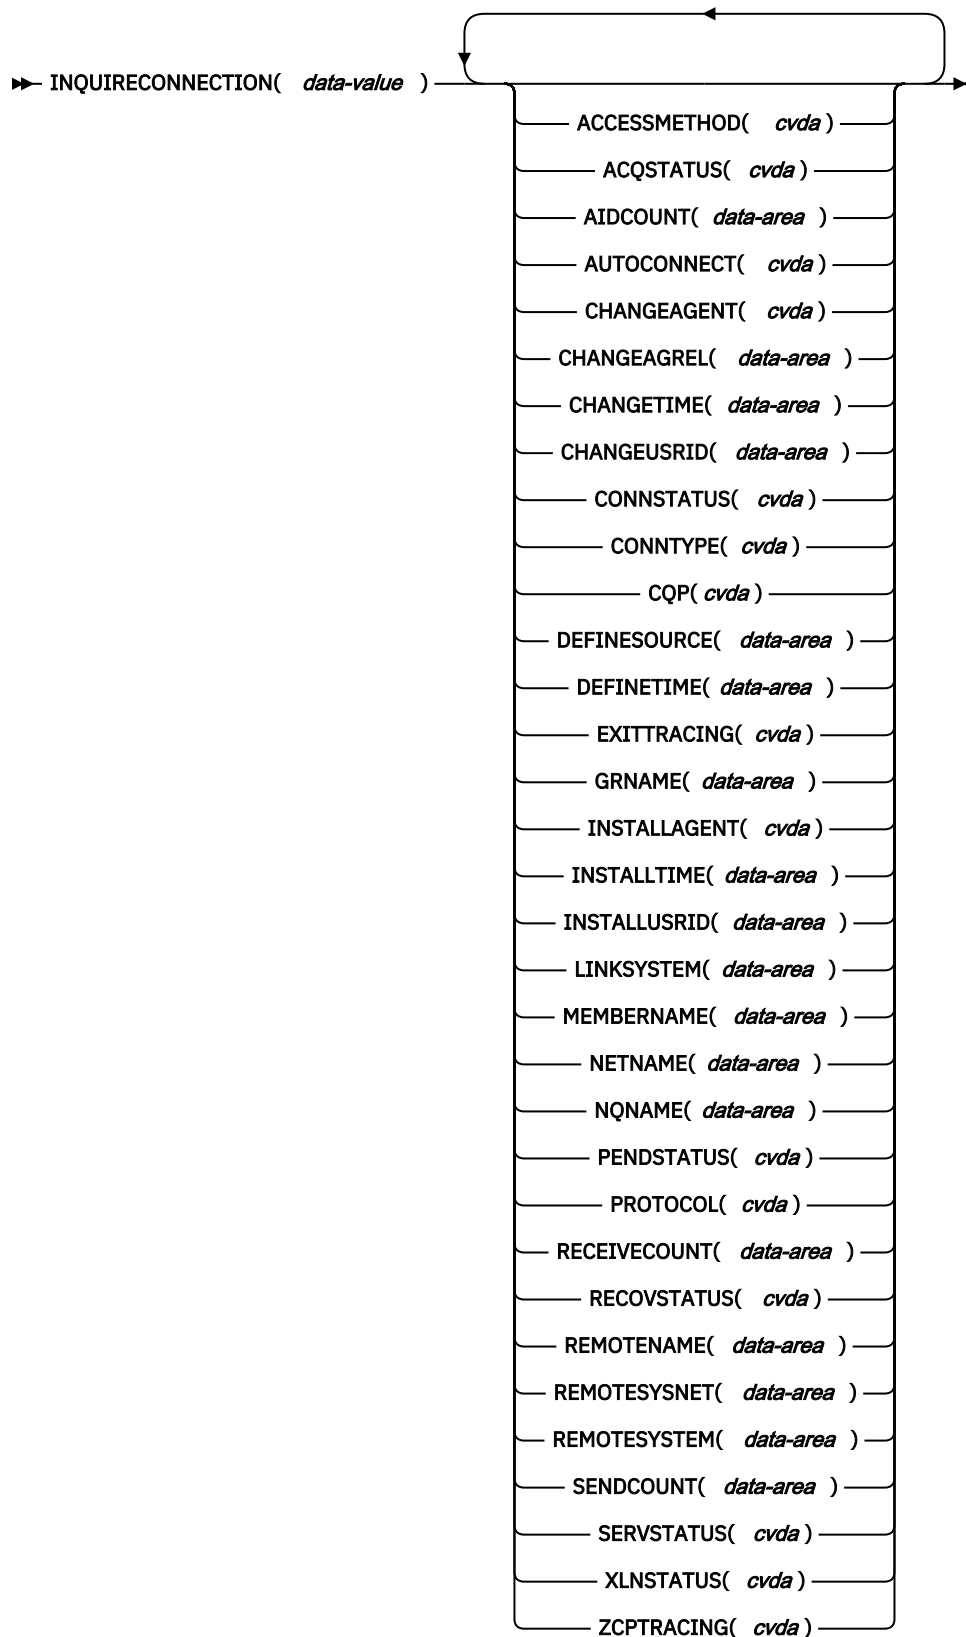 INQUIRECONNECTION( data-value )
ACCESSMETHOD( cvda )
ACQSTATUS( cvda )
AIDCOUNT( data-area )
AUTOCONNECT( cvda )
CHANGEAGENT( cvda )
CHANGEAGREL( data-area )
CHANGETIME( data-area )
CHANGEUSRID( data-area )
CONNSTATUS( cvda )
CONNTYPE( cvda )
CQP( cvda )
DEFINESOURCE( data-area )
DEFINETIME( data-area )
EXITTRACING( cvda )
GRNAME( data-area )
INSTALLAGENT( cvda )
INSTALLTIME( data-area )
INSTALLUSRID( data-area )
LINKSYSTEM( data-area )
MEMBERNAME( data-area )
NETNAME( data-area )
NQNAME( data-area )
PENDSTATUS( cvda )
PROTOCOL( cvda )
RECEIVECOUNT( data-area )
RECOVSTATUS( cvda )
REMOTENAME( data-area )
REMOTESYSNET( data-area )
REMOTESYSTEM( data-area )
SENDCOUNT( data-area )
SERVSTATUS( cvda )
XLNSTATUS( cvda )
ZCPTRACING( cvda )